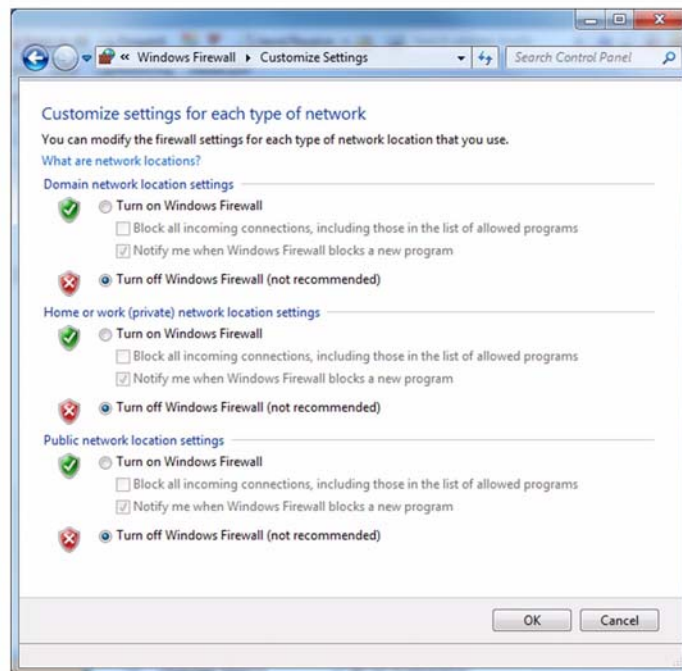 « Windows Firewall ▸ Customize Settings
Search Control Panel
Customize settings for each type of network
You can modify the firewall settings for each type of network location that you use.
What are network locations?
Domain network location settings
Turn on Windows Firewall
Block all incoming connections, including those in the list of allowed programs
Notify me when Windows Firewall blocks a new program
Turn off Windows Firewall (not recommended)
Home or work (private) network location settings
Turn on Windows Firewall
Block all incoming connections, including those in the list of allowed programs
Notify me when Windows Firewall blocks a new program
Turn off Windows Firewall (not recommended)
Public network location settings
Turn on Windows Firewall
Block all incoming connections, including those in the list of allowed programs
Notify me when Windows Firewall blocks a new program
Turn off Windows Firewall (not recommended)
OK Cancel